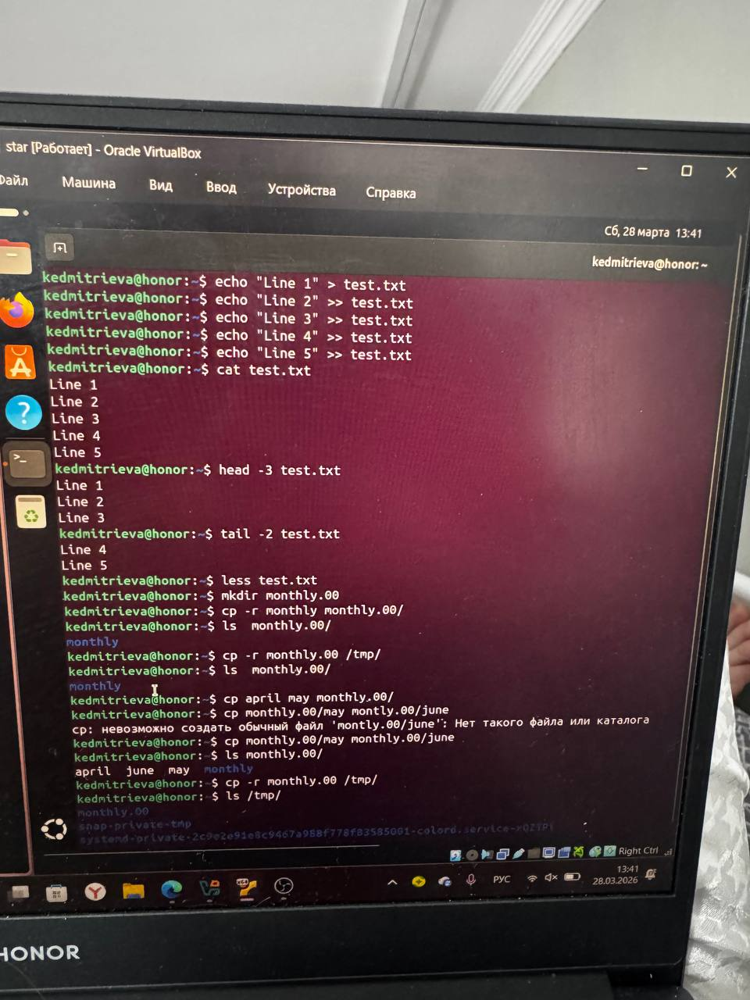 star [Работает] - Oracle VirtualBox
Файл Машина Вид Ввод Устройства Справка
Сб, 28 марта 13:41
kedmitrieva@honor: ~
kedmitrieva@honor:~$ echo "Line 1" > test.txt
kedmitrieva@honor:~$ echo "Line 2" >> test.txt
kedmitrieva@honor:~$ echo "Line 3" >> test.txt
kedmitrieva@honor:~$ echo "Line 4" >> test.txt
kedmitrieva@honor:~$ echo "Line 5" >> test.txt
kedmitrieva@honor:~$ cat test.txt
Line 1
Line 2
Line 3
Line 4
Line 5
kedmitrieva@honor:~$ head -3 test.txt
Line 1
Line 2
Line 3
kedmitrieva@honor:~$ tail -2 test.txt
Line 4
Line 5
kedmitrieva@honor:~$ less test.txt
kedmitrieva@honor:~$ mkdir monthly.00
kedmitrieva@honor:~$ cp -r monthly monthly.00/
kedmitrieva@honor:~$ ls  monthly.00/
monthly
kedmitrieva@honor:~$ cp -r monthly.00 /tmp/
kedmitrieva@honor:~$ ls  monthly.00/
monthly
kedmitrieva@honor:~$ cp april may monthly.00/
kedmitrieva@honor:~$ cp monthly.00/may montly.00/june
cp: невозможно создать обычный файл 'montly.00/june': Нет такого файла или каталога
kedmitrieva@honor:~$ cp monthly.00/may monthly.00/june
kedmitrieva@honor:~$ ls monthly.00/
april  june  may  monthly
kedmitrieva@honor:~$ cp -r monthly.00 /tmp/
kedmitrieva@honor:~$ ls /tmp/
monthly.00
snap-private-tmp
Right Ctrl
РУС
13:41
28.03.2026
HONOR